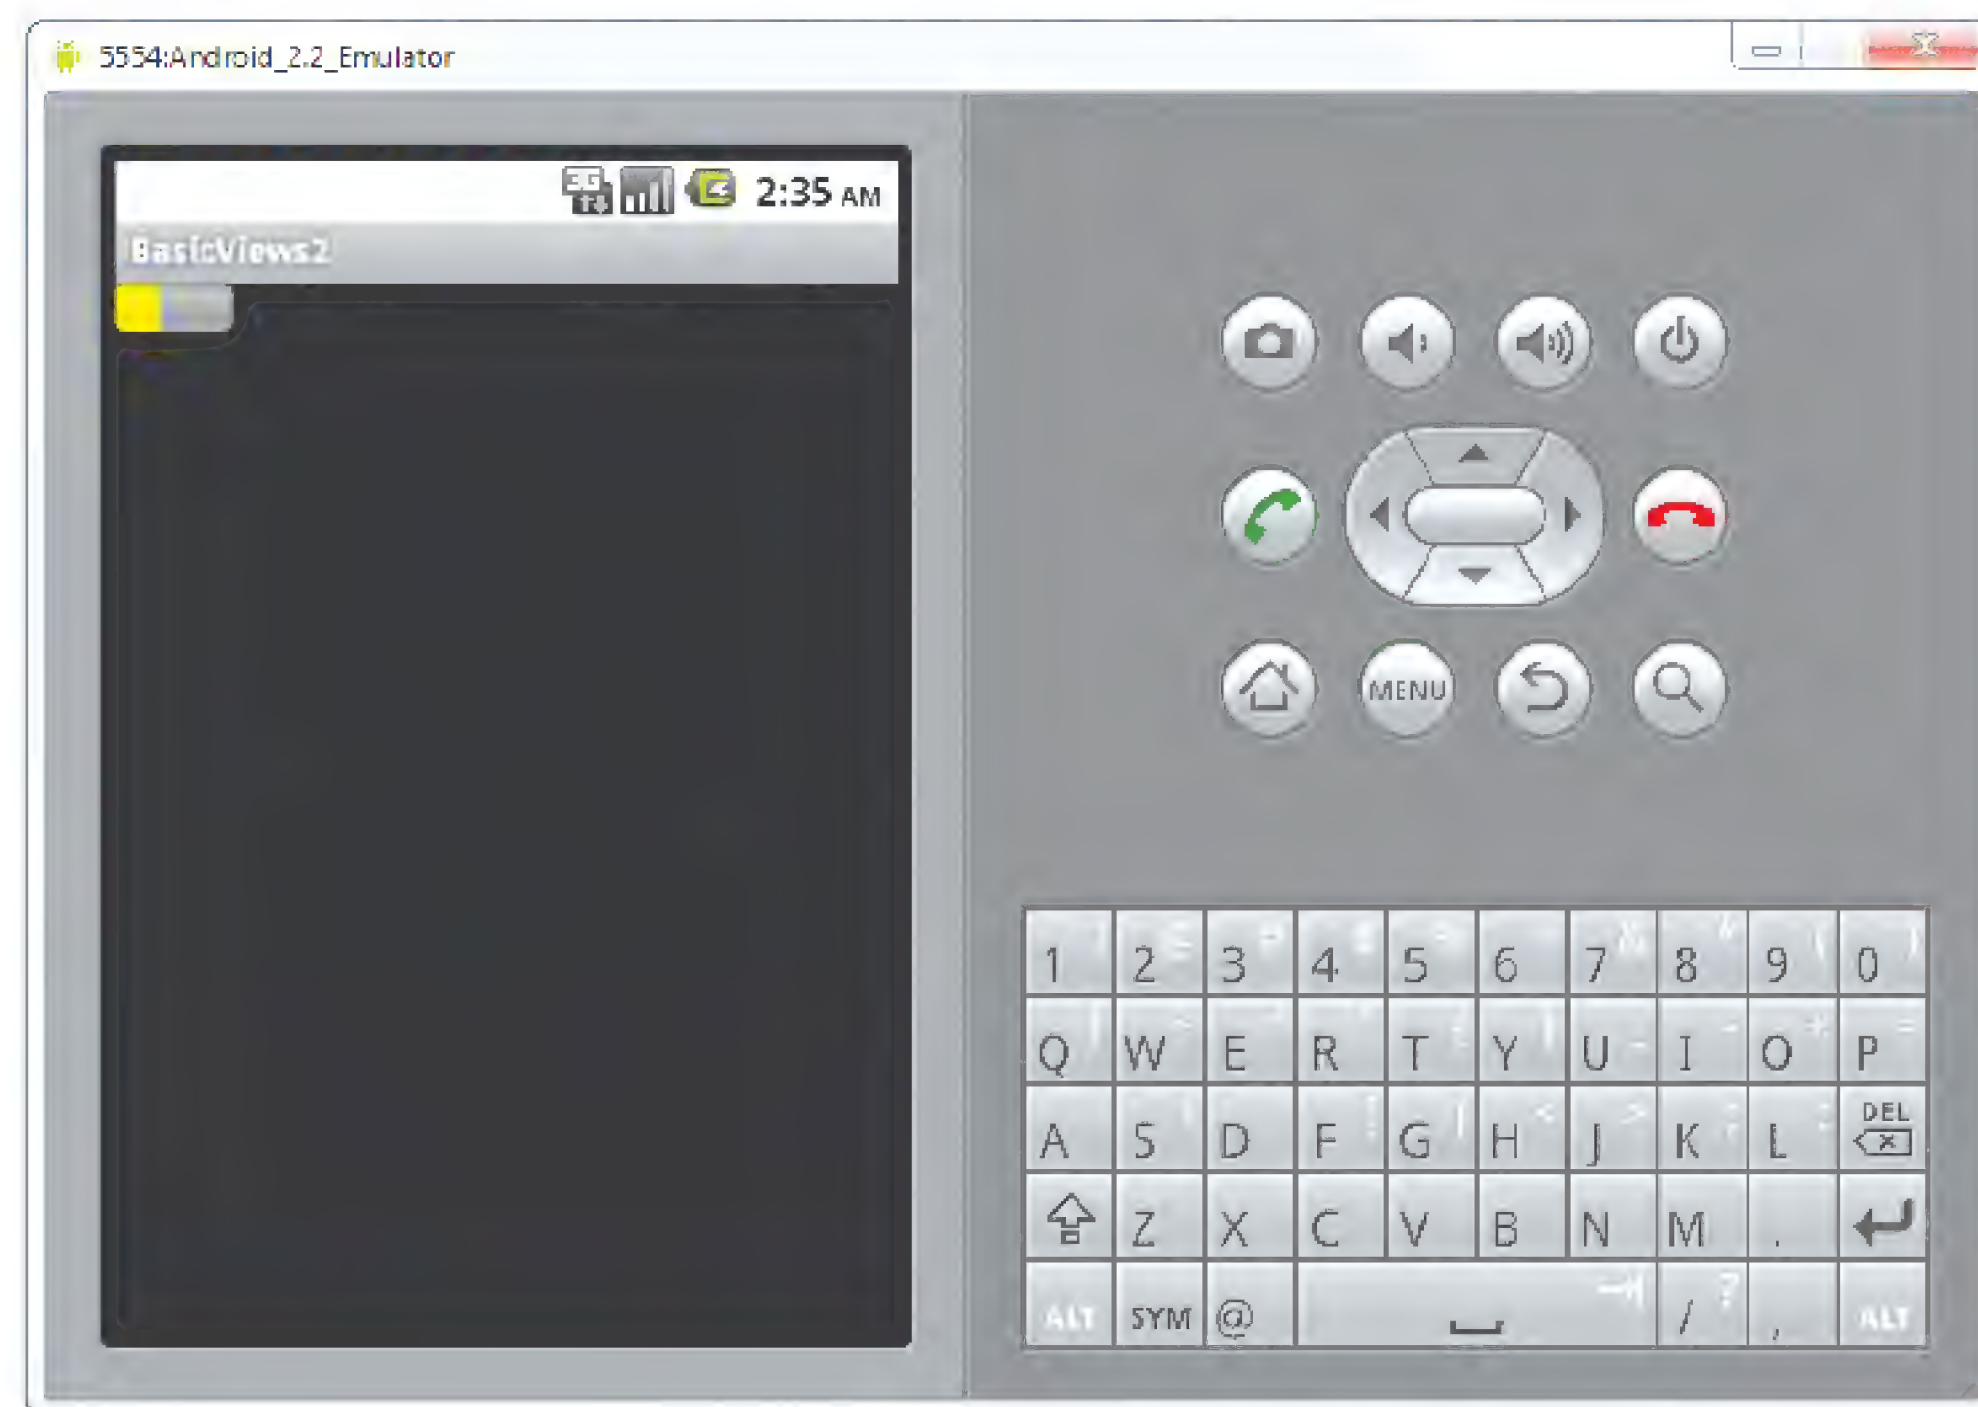 5554:Android_2.2_Emulator
3G 2:35 AM
BasicViews2
MENU
1 2 3 4 5 6 7 8 9 0
Q W E R T Y U I O P
A S D F G H J K L DEL
Z X C V B N M .
ALT SYM @ / ? , ALT